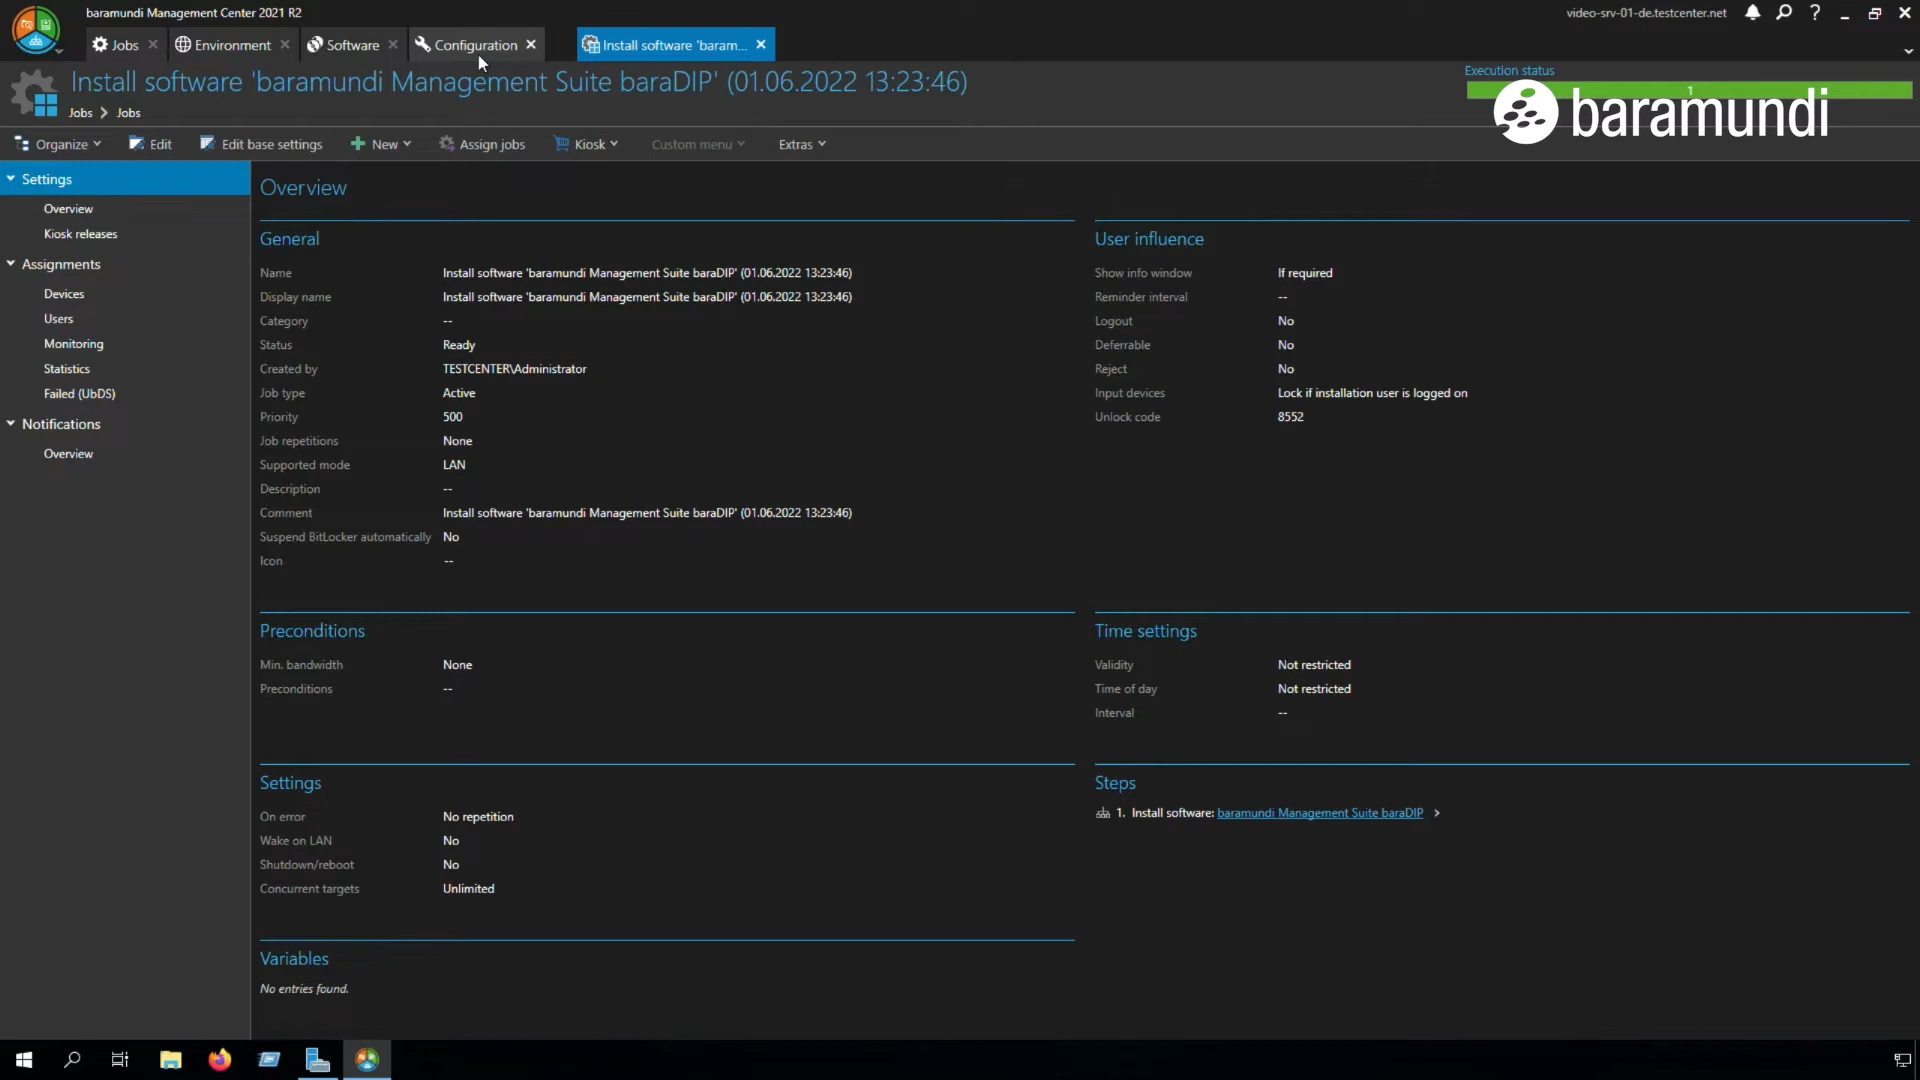 baramundi Management Center 2021 R2
video-srv-01-de.testcenter.net
Jobs
Environment
Software
Configuration
Install software 'baram...
Install software 'baramundi Management Suite baraDIP' (01.06.2022 13:23:46)
Execution status
1
baramundi
Jobs > Jobs
Organize
Edit
Edit base settings
New
Assign jobs
Kiosk
Custom menu
Extras
Settings
Overview
Kiosk releases
Assignments
Devices
Users
Monitoring
Statistics
Failed (UbDS)
Notifications
Overview
Overview
General
Name Install software 'baramundi Management Suite baraDIP' (01.06.2022 13:23:46)
Display name Install software 'baramundi Management Suite baraDIP' (01.06.2022 13:23:46)
Category --
Status Ready
Created by TESTCENTER\Administrator
Job type Active
Priority 500
Job repetitions None
Supported mode LAN
Description --
Comment Install software 'baramundi Management Suite baraDIP' (01.06.2022 13:23:46)
Suspend BitLocker automatically No
Icon --
User influence
Show info window If required
Reminder interval --
Logout No
Deferrable No
Reject No
Input devices Lock if installation user is logged on
Unlock code 8552
Preconditions
Min. bandwidth None
Preconditions --
Time settings
Validity Not restricted
Time of day Not restricted
Interval --
Settings
On error No repetition
Wake on LAN No
Shutdown/reboot No
Concurrent targets Unlimited
Steps
1. Install software: baramundi Management Suite baraDIP >
Variables
No entries found.